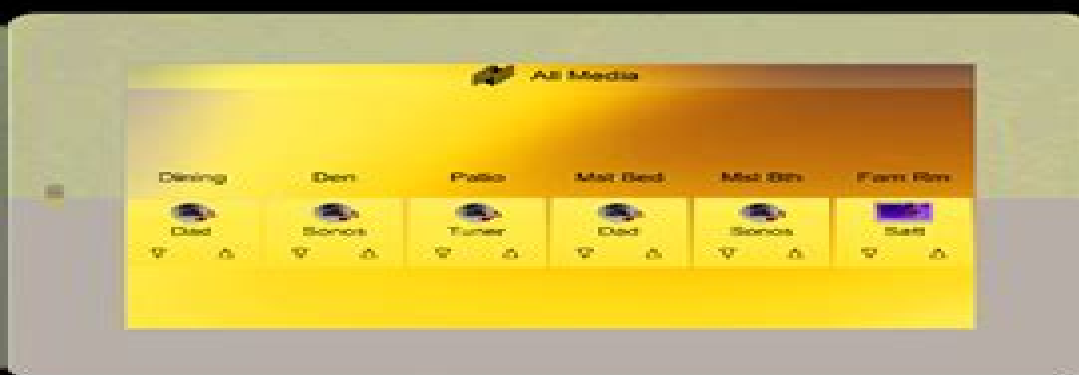 All Media
Dining Den Patio Mst Bed Mst Bth Fam Rm
Dad Sonos Tuner Dad Sonos